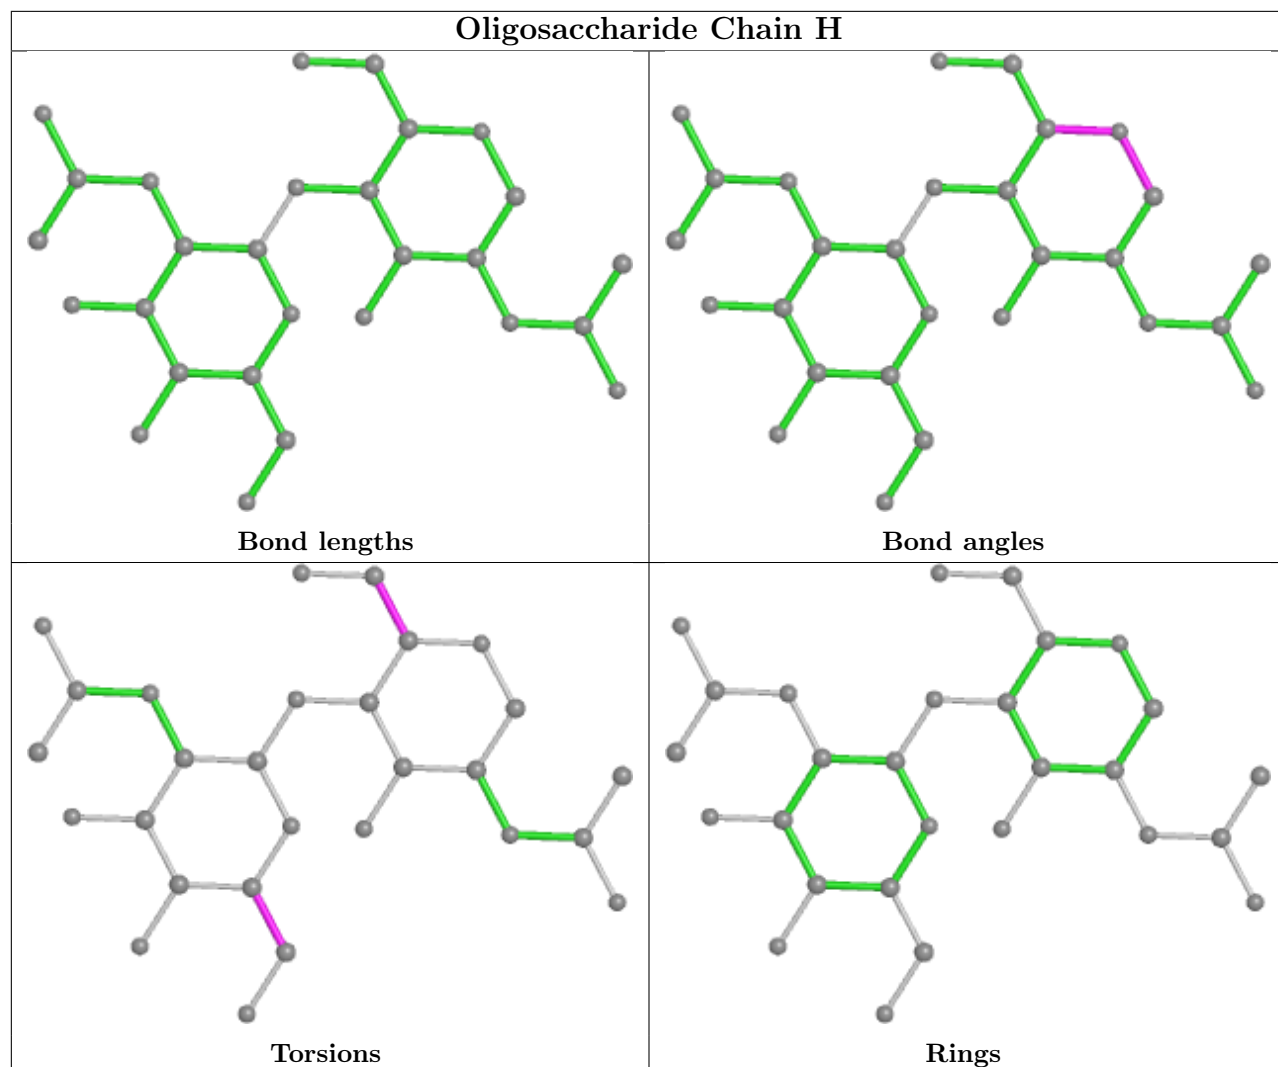 Oligosaccharide Chain H
Bond lengths
Bond angles
Torsions
Rings